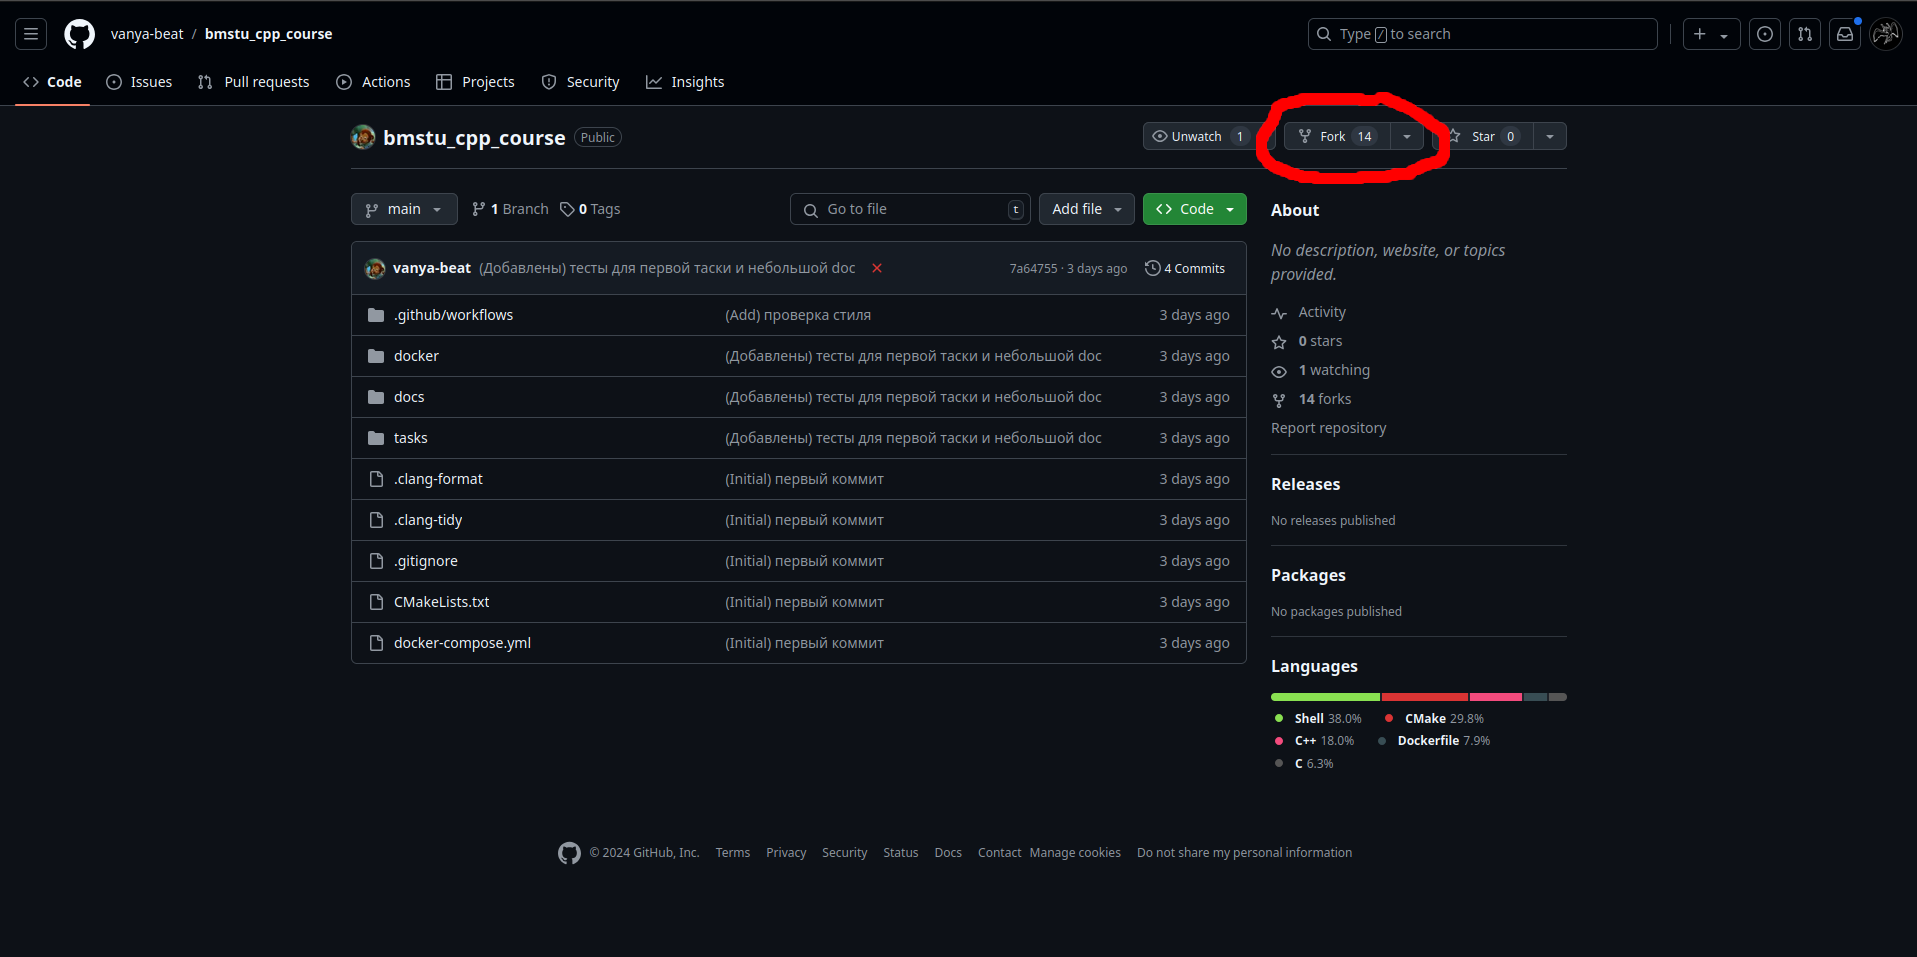 vanya-beat / bmstu_cpp_course
Type / to search
Code Issues Pull requests Actions Projects Security Insights
bmstu_cpp_course Public
Unwatch 1 Fork 14 Star 0
main 1 Branch 0 Tags
Go to file t Add file <> Code
vanya-beat (Добавлены) тесты для первой таски и небольшой doc 7a64755 · 3 days ago 4 Commits
.github/workflows (Add) проверка стиля 3 days ago
docker (Добавлены) тесты для первой таски и небольшой doc 3 days ago
docs (Добавлены) тесты для первой таски и небольшой doc 3 days ago
tasks (Добавлены) тесты для первой таски и небольшой doc 3 days ago
.clang-format (Initial) первый коммит 3 days ago
.clang-tidy (Initial) первый коммит 3 days ago
.gitignore (Initial) первый коммит 3 days ago
CMakeLists.txt (Initial) первый коммит 3 days ago
docker-compose.yml (Initial) первый коммит 3 days ago
About
No description, website, or topics
provided.
Activity
0 stars
1 watching
14 forks
Report repository
Releases
No releases published
Packages
No packages published
Languages
Shell 38.0% CMake 29.8%
C++ 18.0% Dockerfile 7.9%
C 6.3%
© 2024 GitHub, Inc. Terms Privacy Security Status Docs Contact Manage cookies Do not share my personal information